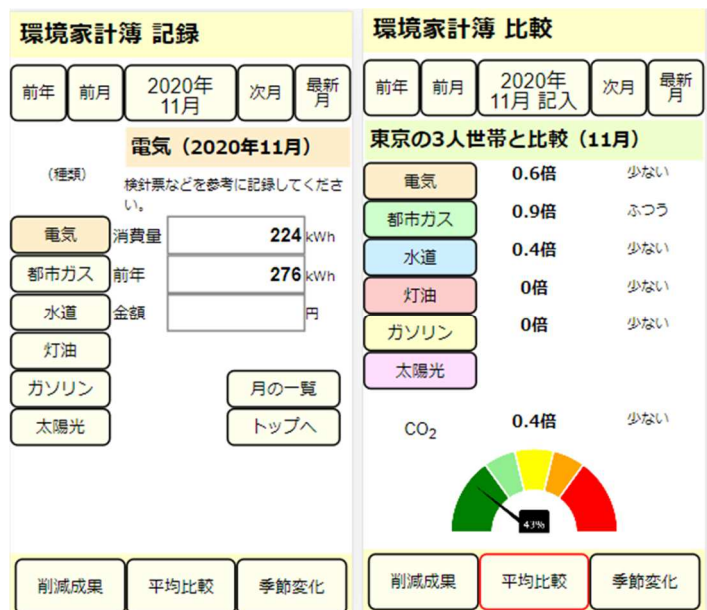 環境家計簿 記録
前年
前月
2020年
11月
次月
最新
月
電気（2020年11月）
（種類）
検針票などを参考に記録してくださ
い。
電気
消費量
224 kWh
都市ガス
前年
276 kWh
水道
金額
円
灯油
ガソリン
月の一覧
太陽光
トップへ
削減成果
平均比較
季節変化
環境家計簿 比較
前年
前月
2020年
11月 記入
次月
最新
月
東京の3人世帯と比較（11月）
電気 0.6倍 少ない
都市ガス 0.9倍 ふつう
水道 0.4倍 少ない
灯油 0倍 少ない
ガソリン 0倍 少ない
太陽光
CO2 0.4倍 少ない
43%
削減成果
平均比較
季節変化